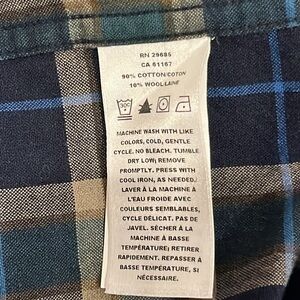 RN 29685
CA 61167
90% COTTON/COTON
10% WOOL/LAINE
MACHINE WASH WITH LIKE
COLORS, COLD, GENTLE
CYCLE. NO BLEACH. TUMBLE
DRY LOW; REMOVE
PROMPTLY. PRESS WITH
COOL IRON, AS NEEDED.
LAVER À LA MACHINE À
L'EAU FROIDE AVEC
COULEURS SEMBLABLES,
CYCLE DÉLICAT. PAS DE
JAVEL. SÉCHER À LA
MACHINE À BASSE
TEMPÉRATURE; RETIRER
RAPIDEMENT. REPASSER À
BASSE TEMPÉRATURE, SI
NÉCESSAIRE.